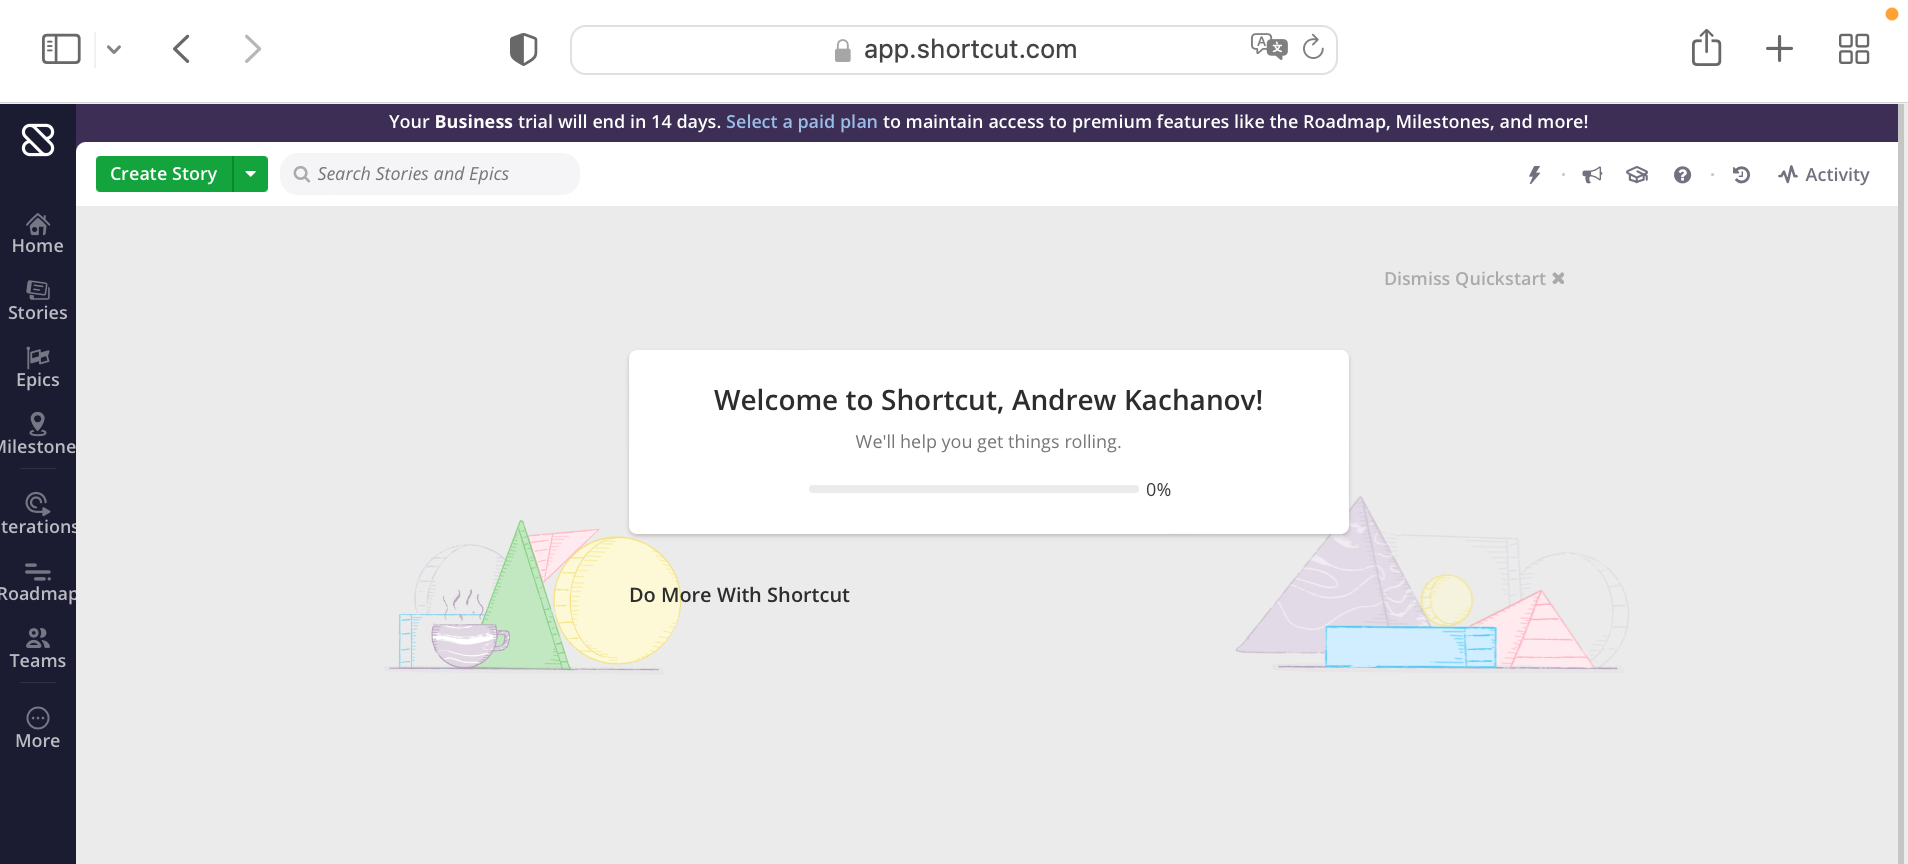 app.shortcut.com
Your Business trial will end in 14 days. Select a paid plan to maintain access to premium features like the Roadmap, Milestones, and more!
Create Story
Search Stories and Epics
Activity
Home
Stories
Epics
Milestone
Iterations
Roadmap
Teams
More
Dismiss Quickstart
Welcome to Shortcut, Andrew Kachanov!
We'll help you get things rolling.
0%
Do More With Shortcut